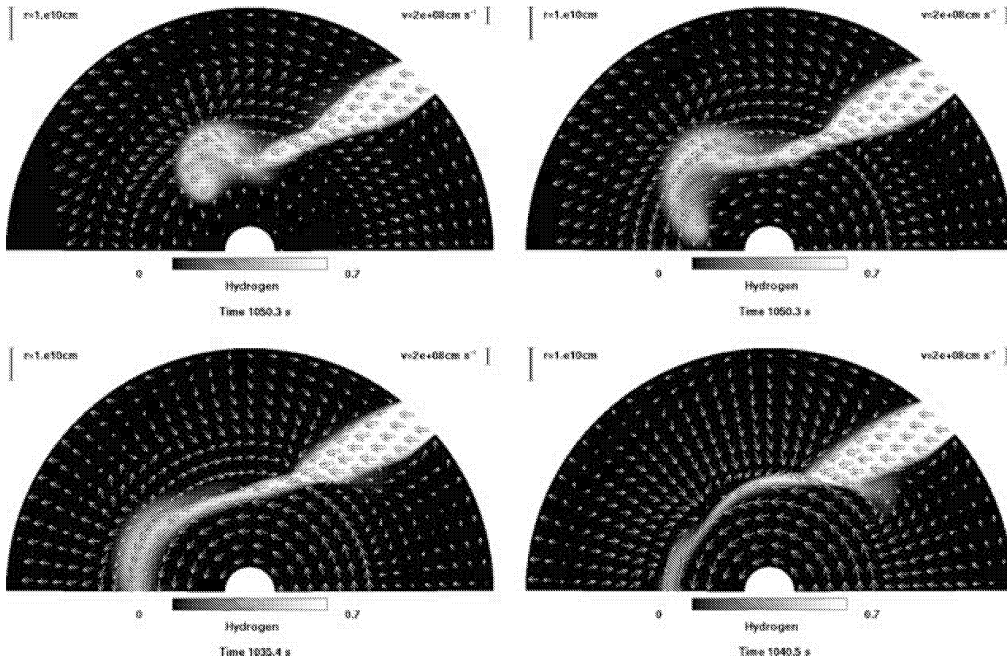 r=1.e10cm v=2e+08cm s⁻¹
r=1.e10cm v=2e+08cm s⁻¹
0 0.7
Hydrogen
Time 1050.3 s
0 0.7
Hydrogen
Time 1050.3 s
r=1.e10cm v=2e+08cm s⁻¹
r=1.e10cm v=2e+08cm s⁻¹
0 0.7
Hydrogen
Time 1035.4 s
0 0.7
Hydrogen
Time 1040.5 s